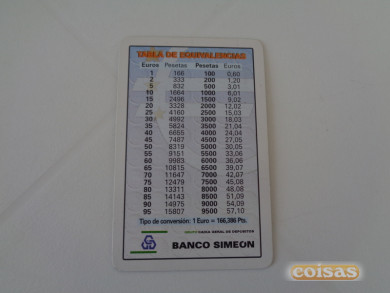 TABLA DE EQUIVALENCIAS
Euros Pesetas Pesetas Euros
1 166 100 0,60
2 333 200 1,20
5 832 500 3,01
10 1664 1000 6,01
15 2496 1500 9,02
20 3328 2000 12,02
25 4160 2500 15,03
30 4992 3000 18,03
35 5824 3500 21,04
40 6655 4000 24,04
45 7487 4500 27,05
50 8319 5000 30,05
55 9151 5500 33,06
60 9983 6000 36,06
65 10815 6500 39,07
70 11647 7000 42,07
75 12479 7500 45,08
80 13311 8000 48,08
85 14143 8500 51,09
90 14975 9000 54,09
95 15807 9500 57,10
Tipo de conversión: 1 Euro = 166,386 Pts.
GRUPO CAIXA GERAL DE DEPOSITOS
BANCO SIMEÓN
coisas